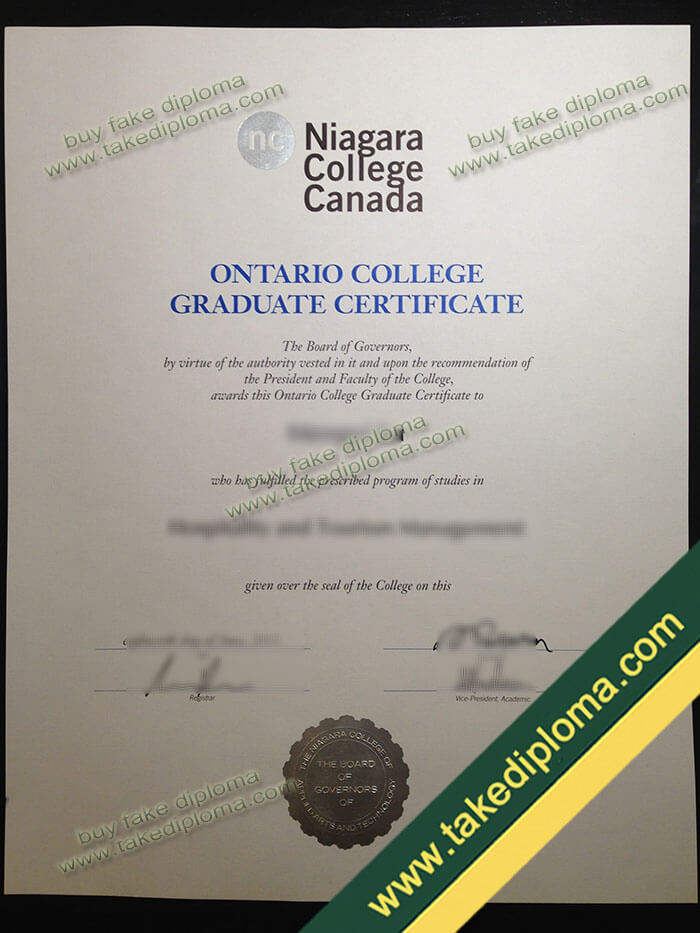 buy fake diploma
www.takediploma.com
buy fake diploma
www.takediploma.com
nc
Niagara
College
Canada
ONTARIO COLLEGE
GRADUATE CERTIFICATE
The Board of Governors,
by virtue of the authority vested in it and upon the recommendation of
the President and Faculty of the College,
awards this Ontario College Graduate Certificate to
buy fake diploma
www.takediploma.com
who has fulfilled the prescribed program of studies in
Hospitality and Tourism Management
given over the seal of the College on this
Registrar
Vice-President, Academic
THE NIAGARA COLLEGE OF
APPLIED ARTS AND TECHNOLOGY
THE BOARD
OF
GOVERNORS
OF
buy fake diploma
www.takediploma.com
www.takediploma.com